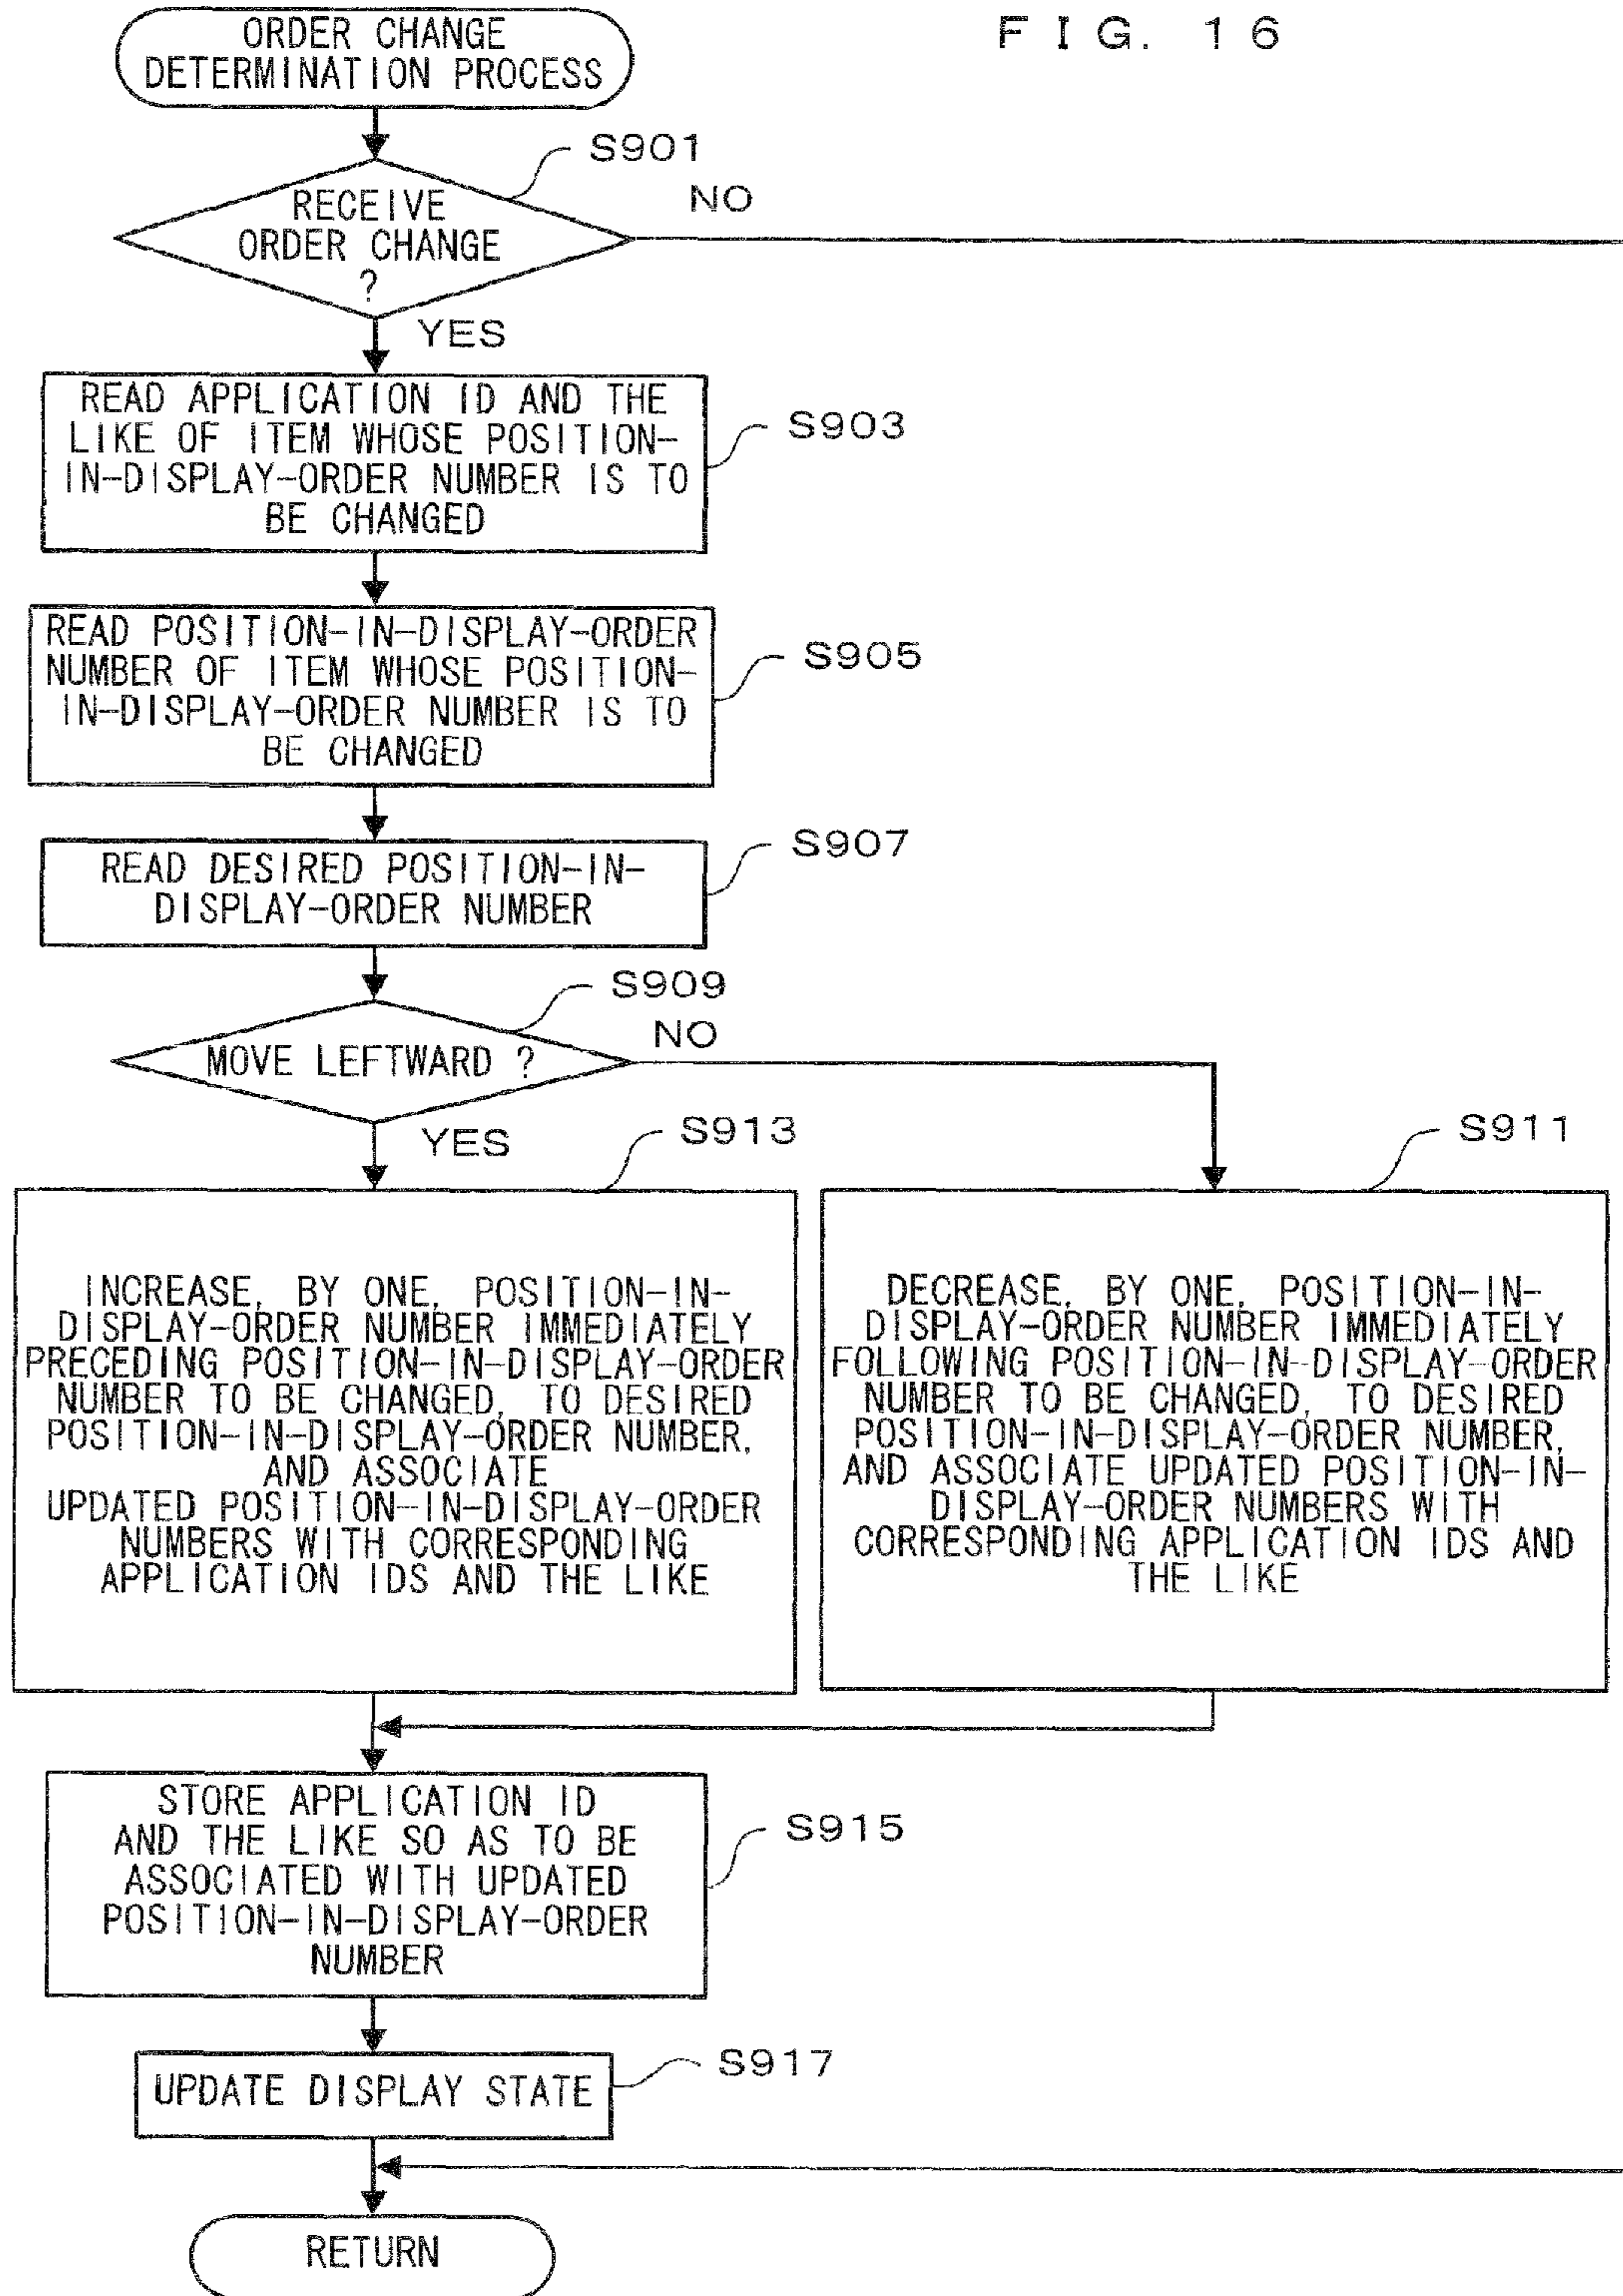 FIG. 16
ORDER CHANGE
DETERMINATION PROCESS
S901
RECEIVE
ORDER CHANGE
?
NO
YES
READ APPLICATION ID AND THE
LIKE OF ITEM WHOSE POSITION-
IN-DISPLAY-ORDER NUMBER IS TO
BE CHANGED
S903
READ POSITION-IN-DISPLAY-ORDER
NUMBER OF ITEM WHOSE POSITION-
IN-DISPLAY-ORDER NUMBER IS TO
BE CHANGED
S905
READ DESIRED POSITION-IN-
DISPLAY-ORDER NUMBER
S907
S909
MOVE LEFTWARD ?
NO
YES
S913
INCREASE, BY ONE, POSITION-IN-
DISPLAY-ORDER NUMBER IMMEDIATELY
PRECEDING POSITION-IN-DISPLAY-ORDER
NUMBER TO BE CHANGED, TO DESIRED
POSITION-IN-DISPLAY-ORDER NUMBER,
AND ASSOCIATE
UPDATED POSITION-IN-DISPLAY-ORDER
NUMBERS WITH CORRESPONDING
APPLICATION IDS AND THE LIKE
S911
DECREASE, BY ONE, POSITION-IN-
DISPLAY-ORDER NUMBER IMMEDIATELY
FOLLOWING POSITION-IN-DISPLAY-ORDER
NUMBER TO BE CHANGED, TO DESIRED
POSITION-IN-DISPLAY-ORDER NUMBER,
AND ASSOCIATE UPDATED POSITION-IN-
DISPLAY-ORDER NUMBERS WITH
CORRESPONDING APPLICATION IDS AND
THE LIKE
STORE APPLICATION ID
AND THE LIKE SO AS TO BE
ASSOCIATED WITH UPDATED
POSITION-IN-DISPLAY-ORDER
NUMBER
S915
UPDATE DISPLAY STATE
S917
RETURN